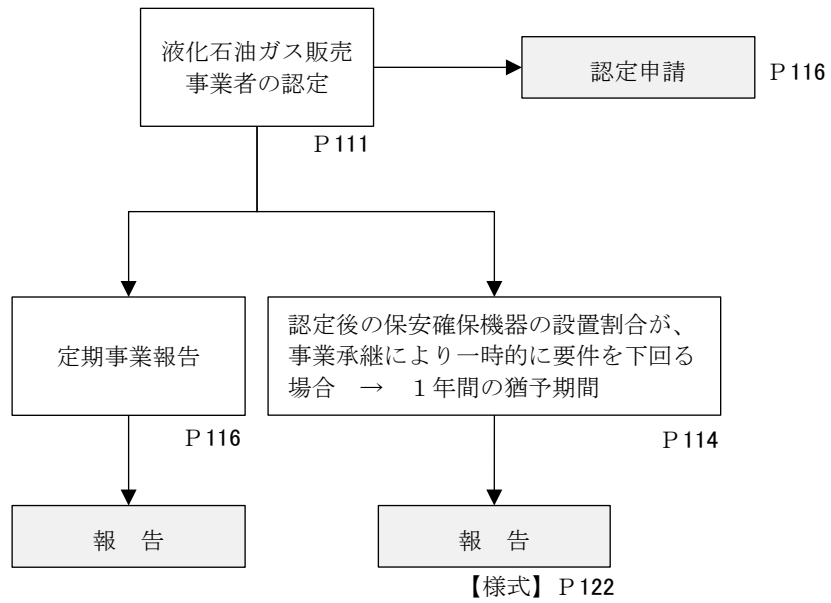 液化石油ガス販売
事業者の認定
認定申請
Ｐ116
Ｐ111
定期事業報告
認定後の保安確保機器の設置割合が、
事業承継により一時的に要件を下回る
場合　→　１年間の猶予期間
Ｐ116
Ｐ114
報　告
報　告
【様式】Ｐ122